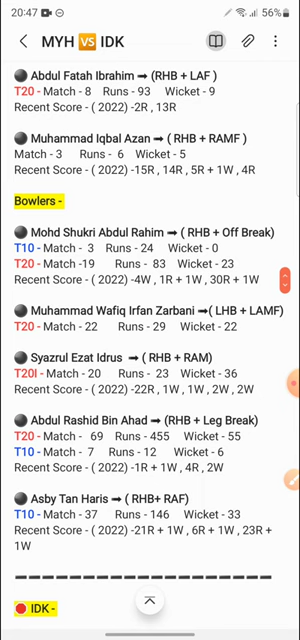 20:47
56%
MYH 🆚 IDK
⚫ Abdul Fatah Ibrahim ➡ (RHB + LAF )
T20 - Match - 8 Runs - 93 Wicket - 9
Recent Score - ( 2022) -2R , 13R
⚫ Muhammad Iqbal Azan ➡ ( RHB + RAMF )
Match - 3 Runs - 6 Wicket - 5
Recent Score - ( 2022) -15R , 14R , 5R + 1W , 4R
Bowlers -
⚫ Mohd Shukri Abdul Rahim ➡ ( RHB + Off Break)
T10 - Match - 3 Runs - 24 Wicket - 0
T20 - Match -19 Runs - 83 Wicket - 23
Recent Score - ( 2022) -4W , 1R + 1W , 30R + 1W
⚫ Muhammad Wafiq Irfan Zarbani ➡( LHB + LAMF)
T20 - Match - 22 Runs - 29 Wicket - 22
⚫ Syazrul Ezat Idrus ➡ ( RHB + RAM)
T20I - Match - 20 Runs - 23 Wicket - 36
Recent Score - ( 2022) -22R , 1W , 1W , 2W , 2W
⚫ Abdul Rashid Bin Ahad ➡ (RHB + Leg Break)
T20 - Match - 69 Runs - 455 Wicket - 55
T10 - Match - 7 Runs - 12 Wicket - 6
Recent Score - ( 2022) -1R + 1W , 4R , 2W
⚫ Asby Tan Haris ➡ ( RHB+ RAF)
T10 - Match - 37 Runs - 146 Wicket - 33
Recent Score - ( 2022) -21R + 1W , 6R + 1W , 23R +
1W
🔴 IDK -